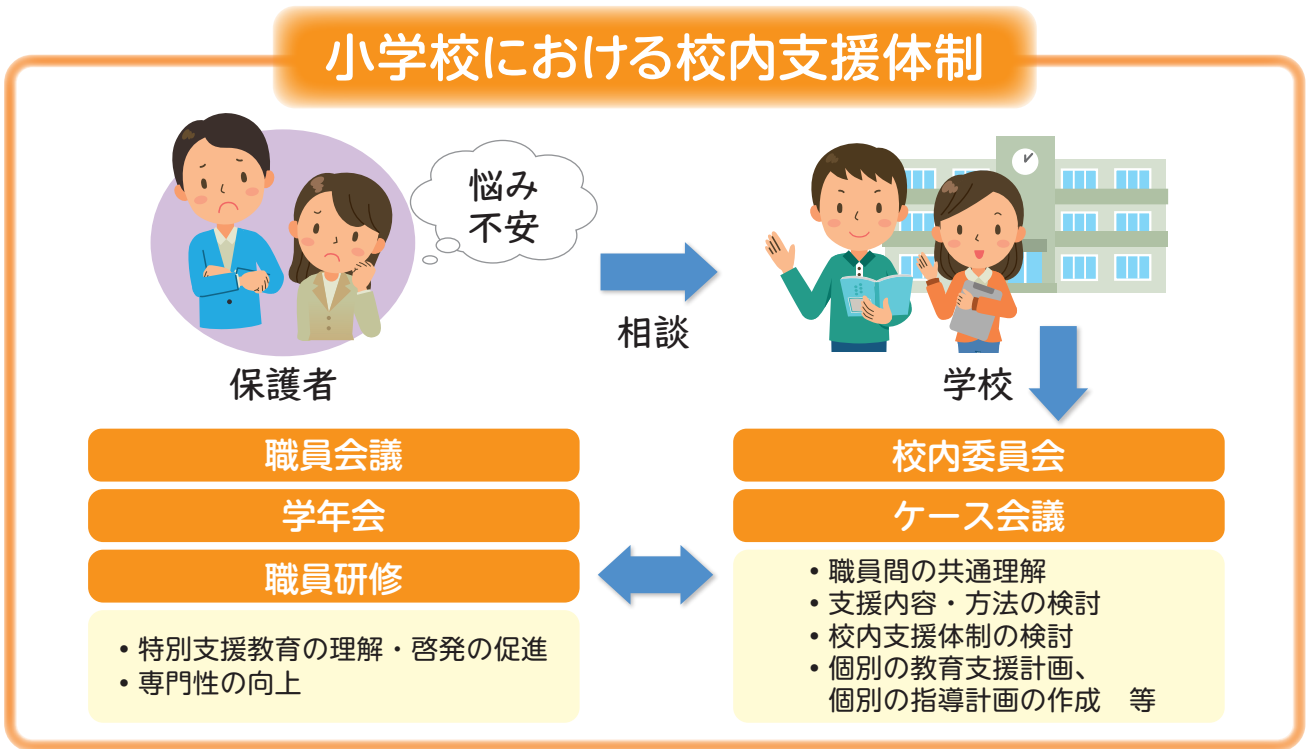 小学校における校内支援体制
悩み
不安
相談
保護者
学校
職員会議
学年会
職員研修
・特別支援教育の理解・啓発の促進
・専門性の向上
校内委員会
ケース会議
・職員間の共通理解
・支援内容・方法の検討
・校内支援体制の検討
・個別の教育支援計画、
個別の指導計画の作成　等